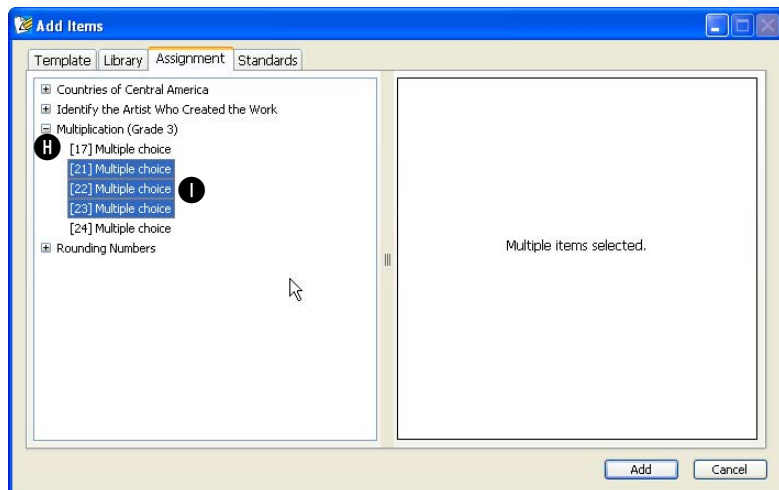 Add Items
Template Library Assignment Standards
Countries of Central America
Identify the Artist Who Created the Work
Multiplication (Grade 3)
H [17] Multiple choice
[21] Multiple choice
[22] Multiple choice I
[23] Multiple choice
[24] Multiple choice
Rounding Numbers
Multiple items selected.
Add Cancel